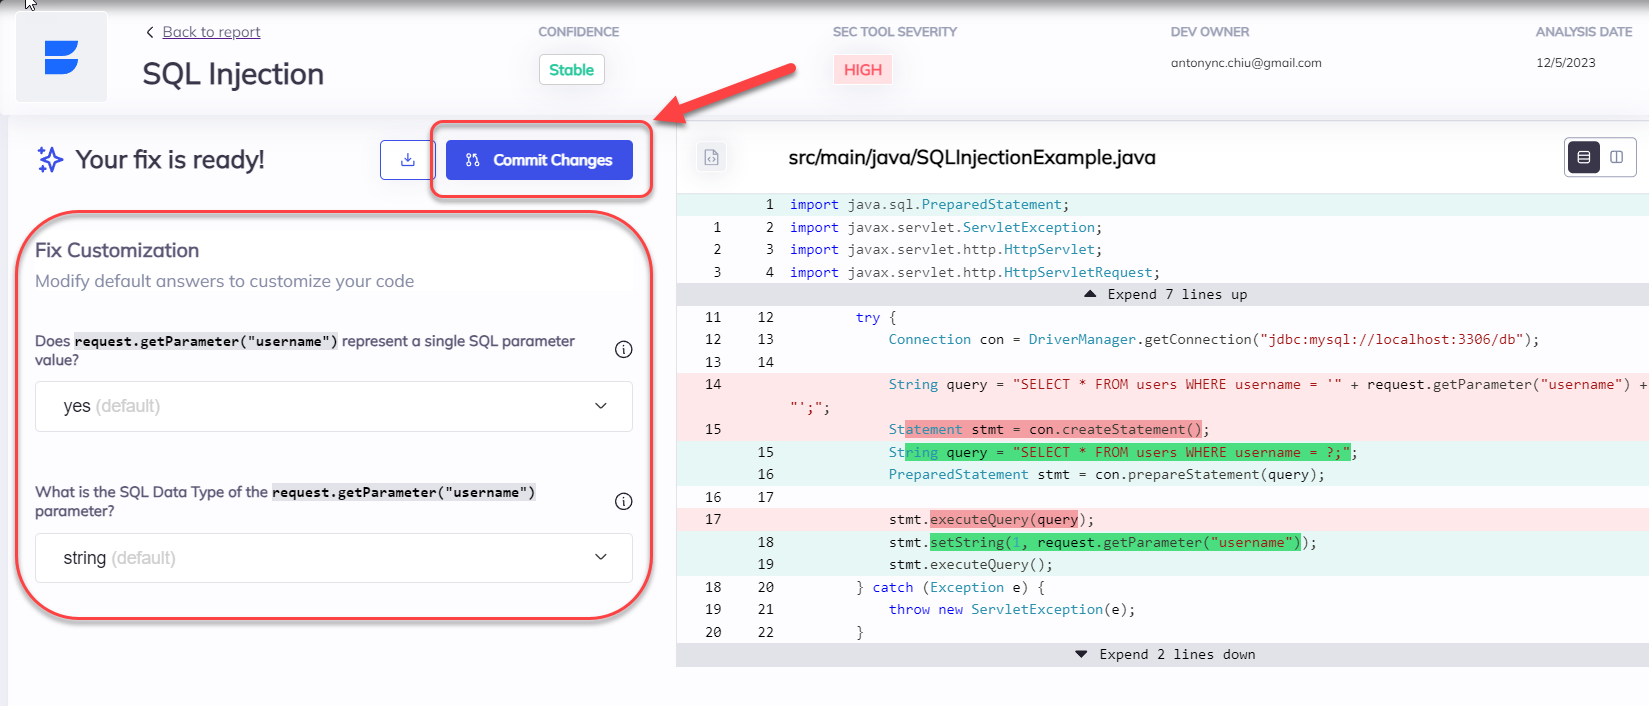 Back to report
SQL Injection
CONFIDENCE
Stable
SEC TOOL SEVERITY
HIGH
DEV OWNER
antonync.chiu@gmail.com
ANALYSIS DATE
12/5/2023
Your fix is ready!
Commit Changes
Fix Customization
Modify default answers to customize your code
Does request.getParameter("username") represent a single SQL parameter
value?
yes (default)
What is the SQL Data Type of the request.getParameter("username")
parameter?
string (default)
src/main/java/SQLInjectionExample.java
1 import java.sql.PreparedStatement;
1 2 import javax.servlet.ServletException;
2 3 import javax.servlet.http.HttpServlet;
3 4 import javax.servlet.http.HttpServletRequest;
Expend 7 lines up
11 12 try {
12 13 Connection con = DriverManager.getConnection("jdbc:mysql://localhost:3306/db");
13 14
14 String query = "SELECT * FROM users WHERE username = '" + request.getParameter("username") +
"';";
15 Statement stmt = con.createStatement();
15 String query = "SELECT * FROM users WHERE username = ?;";
16 PreparedStatement stmt = con.prepareStatement(query);
16 17
17 stmt.executeQuery(query);
18 stmt.setString(1, request.getParameter("username"));
19 stmt.executeQuery();
18 20 } catch (Exception e) {
19 21 throw new ServletException(e);
20 22 }
Expend 2 lines down